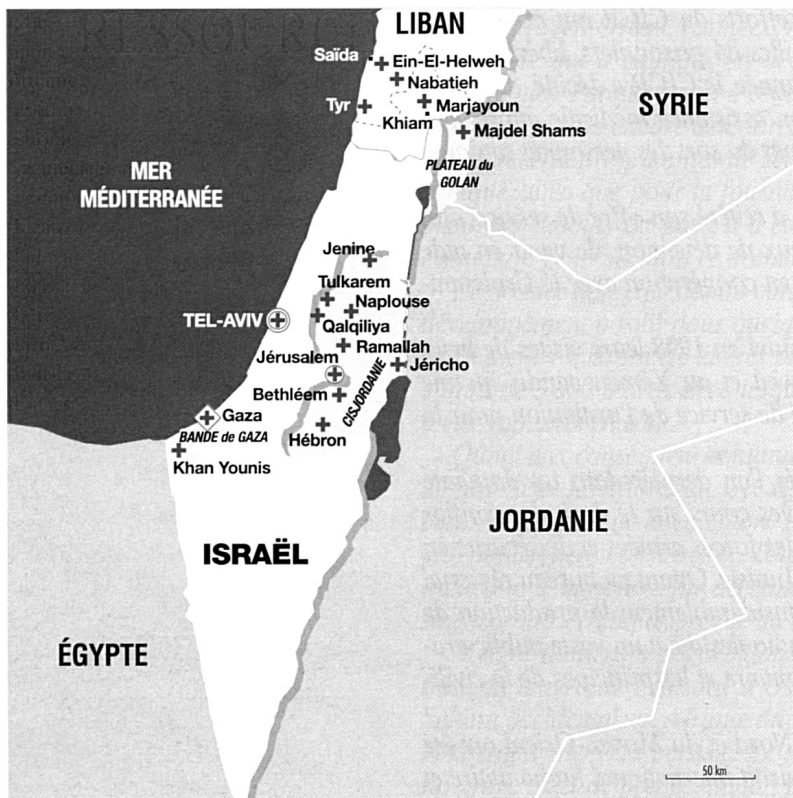 LIBAN
Saïda
Ein-El-Helweh
Nabatieh
Tyr
Marjayoun
Khiam
SYRIE
Majdel Shams
PLATEAU du
GOLAN
MER
MÉDITERRANÉE
Jenine
Tulkarem
Naplouse
TEL-AVIV
Qalqiliya
Ramallah
Jérusalem
Jéricho
Bethléem
CISJORDANIE
Gaza
BANDE de GAZA
Hébron
Khan Younis
JORDANIE
ISRAËL
ÉGYPTE
50 km